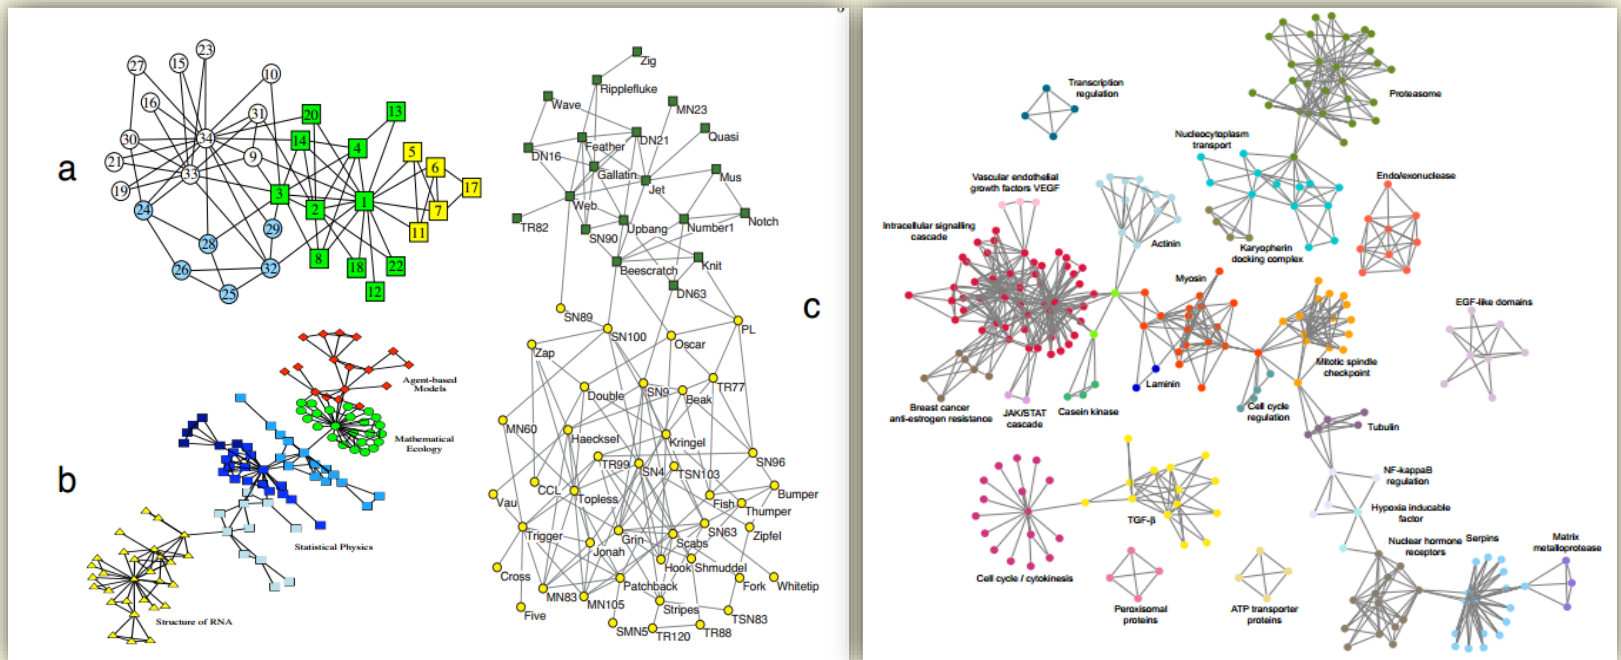 a
23
27
15
10
16
31
20
13
30
34
14
4
5
21
9
6
33
17
19
3
1
24
2
7
29
11
28
8
18
22
26
32
25
12
Agent-based
Models
Mathematical
Ecology
b
Statistical Physics
Structure of RNA
Zig
Ripplefluke
Wave
MN23
DN21
Quasi
Feather
DN16
Gallatin
Mus
Jet
Web
TR82
Upbang
Number1
Notch
SN90
Beescratch
Knit
DN63
SN89
SN100
PL
Oscar
Zap
SN9
TR77
Double
Beak
MN60
Haecksel
Kringel
TR99
SN4
TSN103
SN96
CCL
Topless
Bumper
Vau
Fish
Thumper
Trigger
Grin
Scabs
SN63
Zipfel
Jonah
Hook
Shmuddel
Cross
Patchback
Fork
Whitetip
MN83
MN105
Stripes
Five
SMN5
TR120
TR88
TSN83
c
Transcription
regulation
Proteasome
Nucleocytoplasm
transport
Vascular endothelial
growth factors VEGF
Endo/exonuclease
Intracellular signalling
cascade
Actinin
Karyopherin
docking complex
Myosin
EGF-like domains
Mitotic spindle
checkpoint
Laminin
Breast cancer
anti-estrogen resistance
JAK/STAT
cascade
Casein kinase
Cell cycle
regulation
Tubulin
NF-kappaB
regulation
TGF-β
Hypoxia inducable
factor
Cell cycle / cytokinesis
Nuclear hormone
receptors
Serpins
Matrix
metalloprotease
Peroxisomal
proteins
ATP transporter
proteins